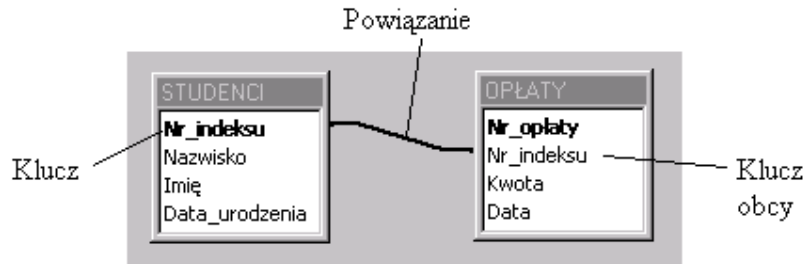 Powiązanie
STUDENCI
Nr_indeksu
Nazwisko
Imię
Data_urodzenia
OPŁATY
Nr_opłaty
Nr_indeksu
Kwota
Data
Klucz
Klucz
obcy